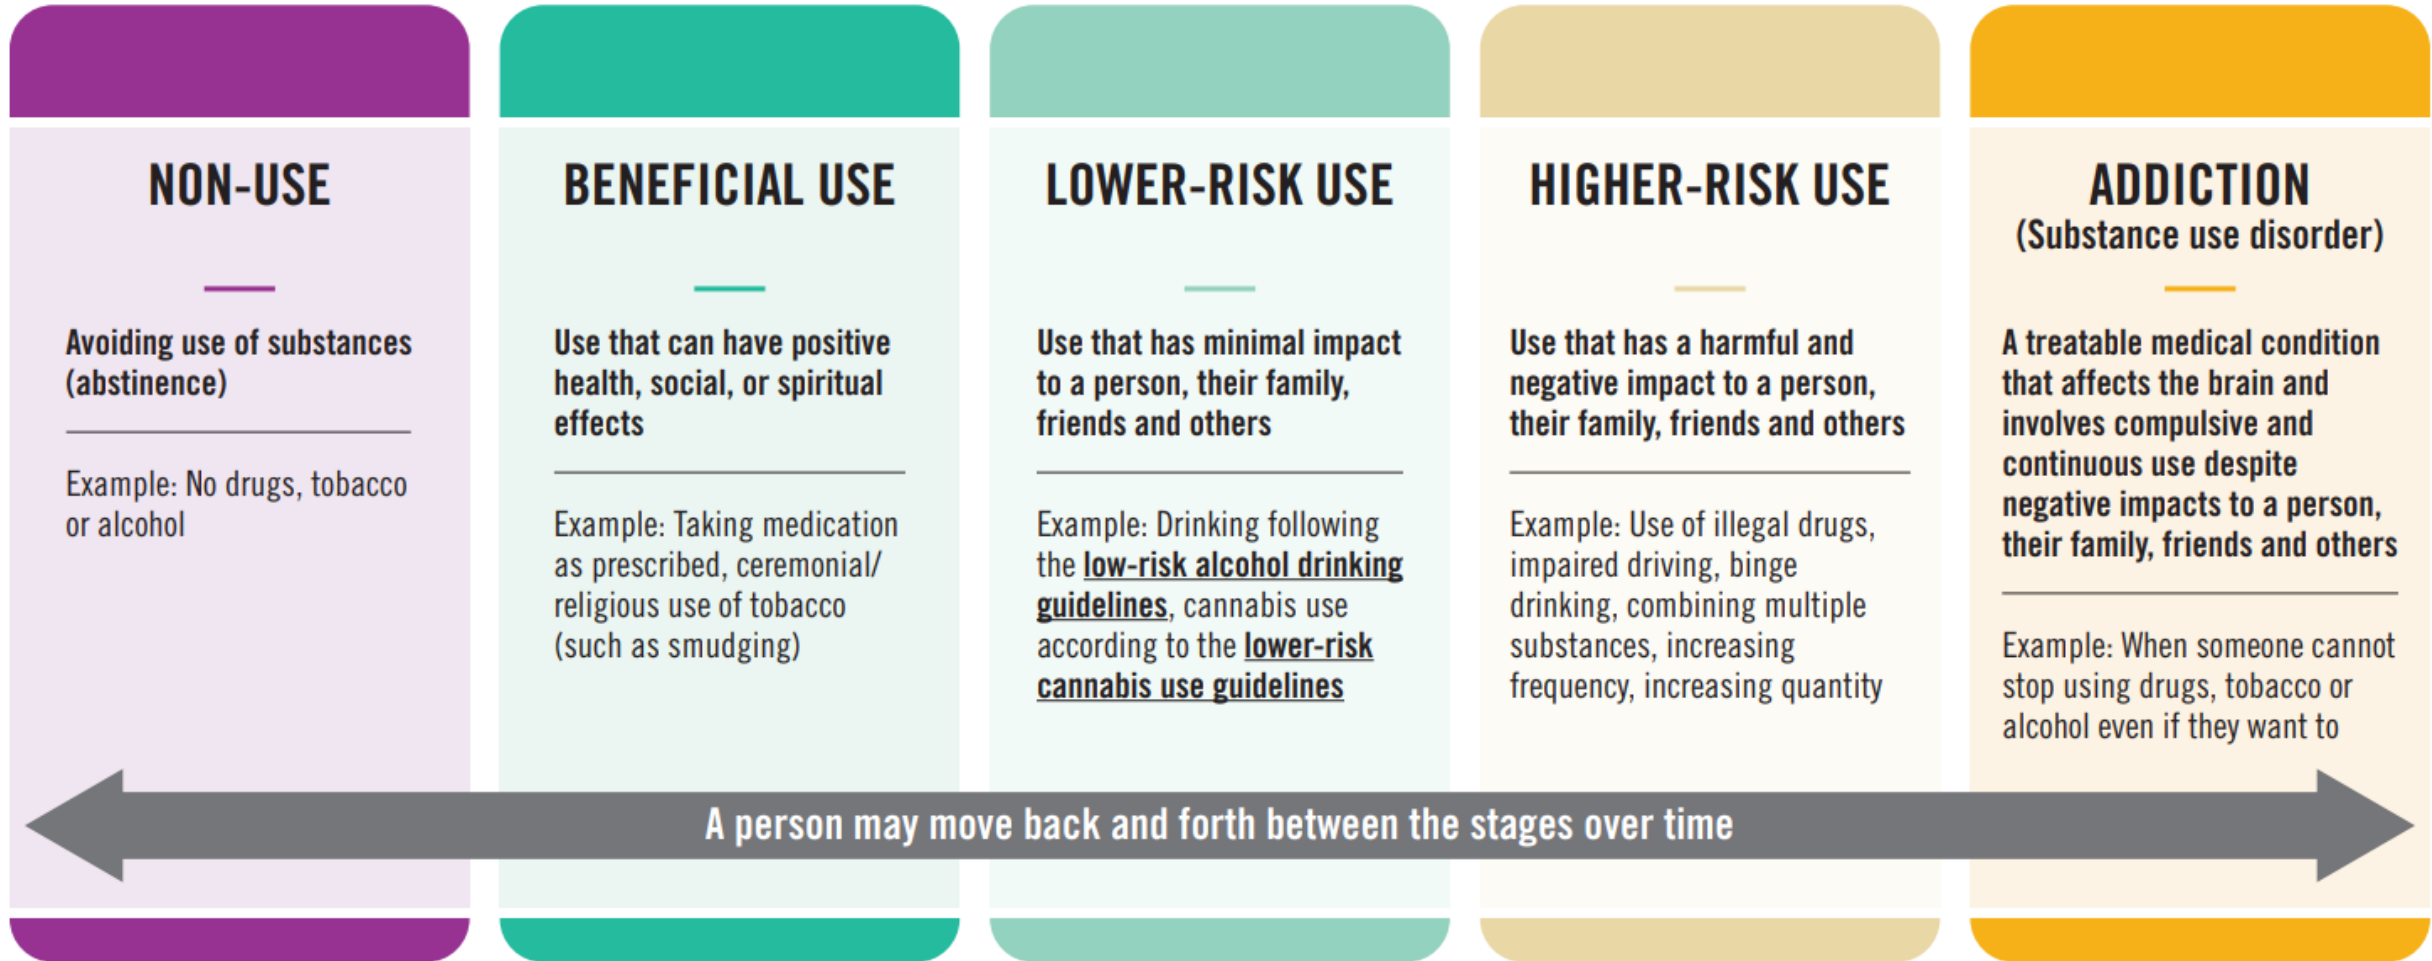 NON-USE
Avoiding use of substances
(abstinence)
Example: No drugs, tobacco
or alcohol
BENEFICIAL USE
Use that can have positive
health, social, or spiritual
effects
Example: Taking medication
as prescribed, ceremonial/
religious use of tobacco
(such as smudging)
LOWER-RISK USE
Use that has minimal impact
to a person, their family,
friends and others
Example: Drinking following
the low-risk alcohol drinking
guidelines, cannabis use
according to the lower-risk
cannabis use guidelines
HIGHER-RISK USE
Use that has a harmful and
negative impact to a person,
their family, friends and others
Example: Use of illegal drugs,
impaired driving, binge
drinking, combining multiple
substances, increasing
frequency, increasing quantity
ADDICTION
(Substance use disorder)
A treatable medical condition
that affects the brain and
involves compulsive and
continuous use despite
negative impacts to a person,
their family, friends and others
Example: When someone cannot
stop using drugs, tobacco or
alcohol even if they want to
A person may move back and forth between the stages over time